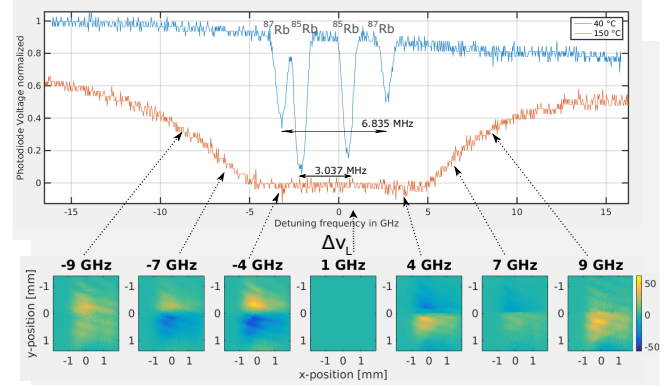 ⁸⁷Rb ⁸⁵Rb ⁸⁵Rb ⁸⁷Rb
40 °C
150 °C
6.835 MHz
3.037 MHz
Photodiode Voltage normalized
1
0.8
0.6
0.4
0.2
0
-15 -10 -5 0 5 10 15
Detuning frequency in GHz
Δv_L
-9 GHz -7 GHz -4 GHz 1 GHz 4 GHz 7 GHz 9 GHz
y-position [mm]
-1
0
1
50
0
-50
-1 0 1 -1 0 1 -1 0 1 -1 0 1 -1 0 1 -1 0 1 -1 0 1
x-position [mm]